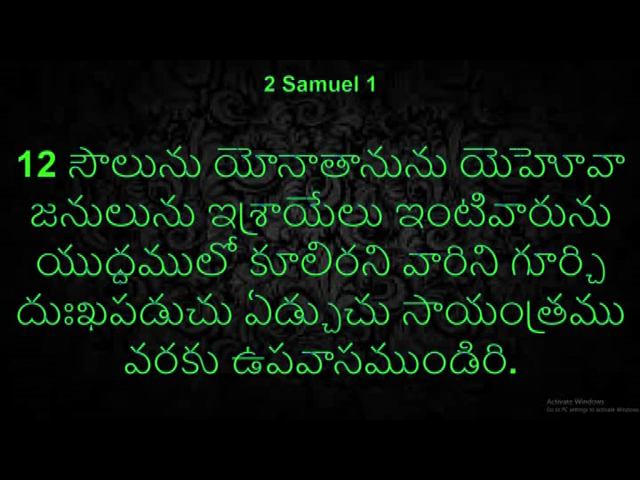 2 Samuel 1
12 సౌలును యోనాతానును యెహోవా
జనులును ఇశ్రాయేలు ఇంటివారును
యుద్దములో కూలిరని వారిని గూర్చి
దుఃఖపడుచు ఏడ్చుచు సాయంత్రము
వరకు ఉపవాసముండిరి.
Activate Windows
Go to PC settings to activate Windows